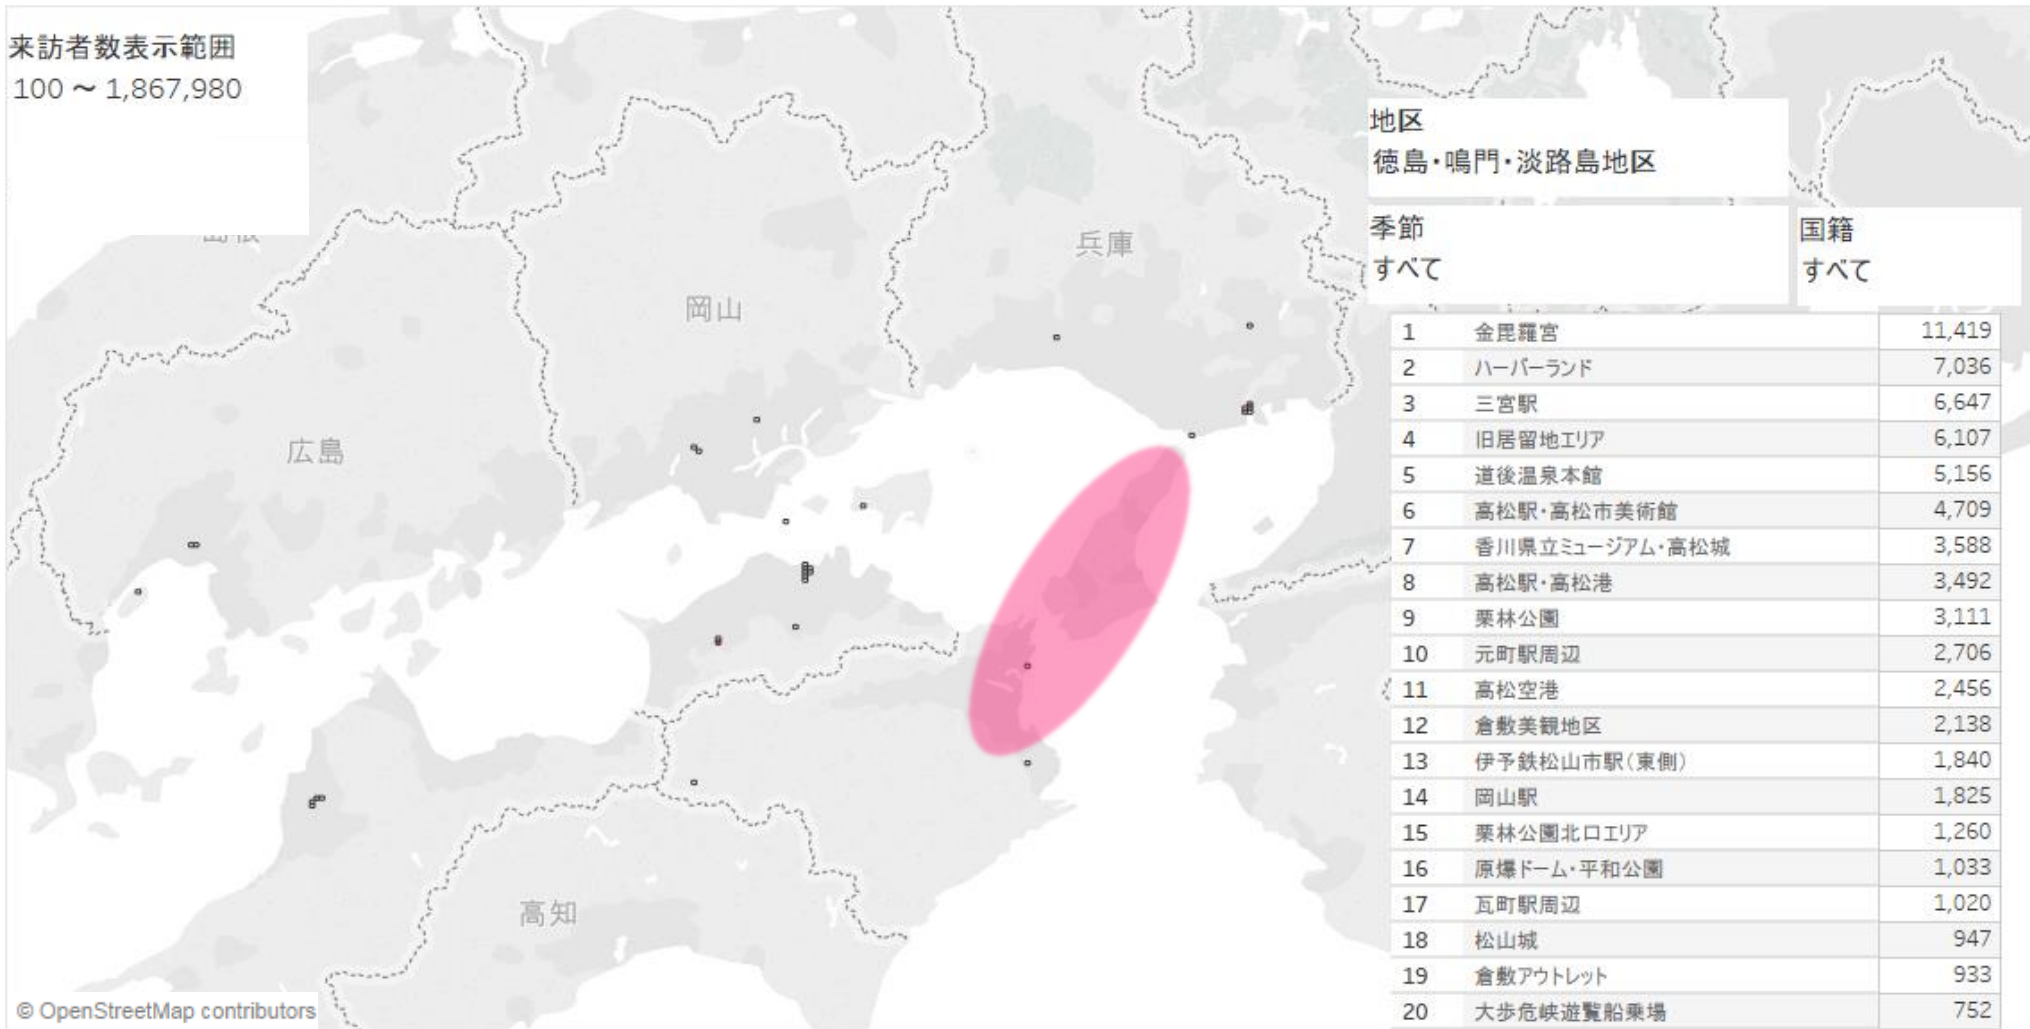 来訪者数表示範囲
100 ～ 1,867,980
地区
徳島・鳴門・淡路島地区
季節
すべて
国籍
すべて
兵庫
岡山
広島
高知
1 金毘羅宮 11,419
2 ハーバーランド 7,036
3 三宮駅 6,647
4 旧居留地エリア 6,107
5 道後温泉本館 5,156
6 高松駅・高松市美術館 4,709
7 香川県立ミュージアム・高松城 3,588
8 高松駅・高松港 3,492
9 栗林公園 3,111
10 元町駅周辺 2,706
11 高松空港 2,456
12 倉敷美観地区 2,138
13 伊予鉄松山市駅（東側） 1,840
14 岡山駅 1,825
15 栗林公園北口エリア 1,260
16 原爆ドーム・平和公園 1,033
17 瓦町駅周辺 1,020
18 松山城 947
19 倉敷アウトレット 933
20 大歩危峡遊覧船乗場 752
© OpenStreetMap contributors